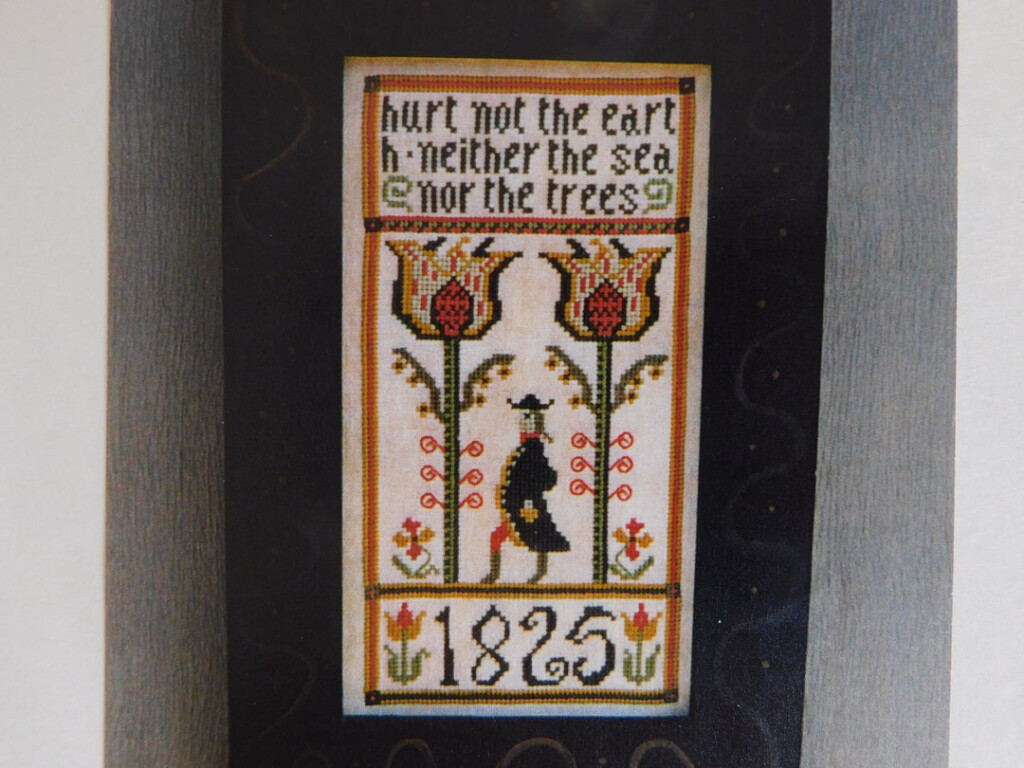 hurt not the eart
h·neither the sea
nor the trees
1825